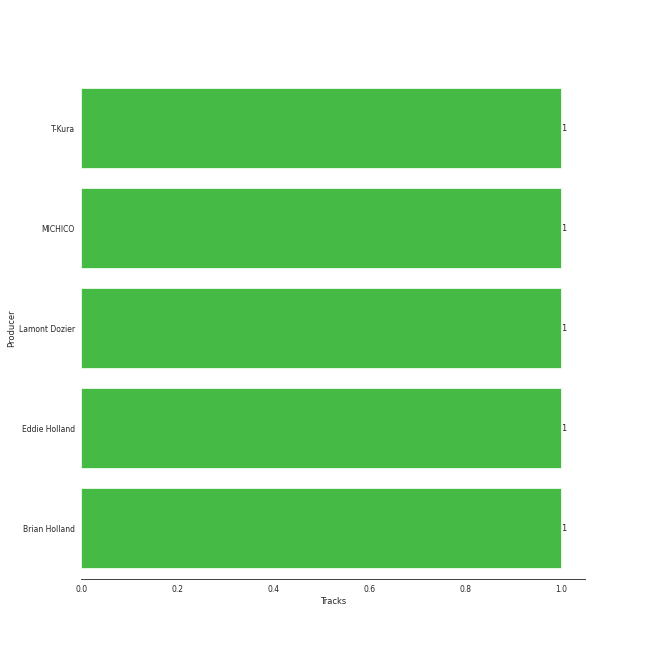 T-Kura
1
MICHICO
1
Producer
Lamont Dozier
1
Eddie Holland
1
Brian Holland
1
0.0 0.2 0.4 0.6 0.8 1.0
Tracks